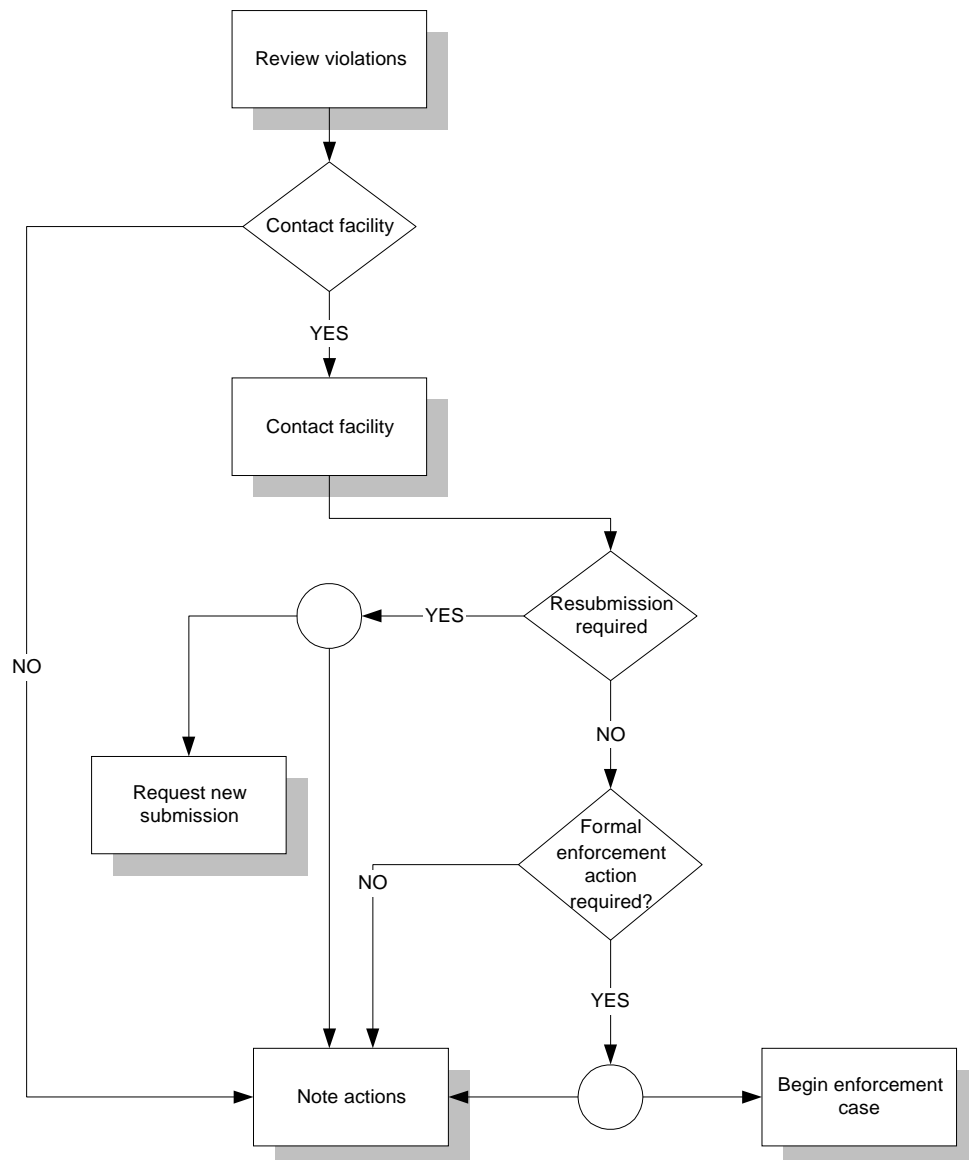 Review violations
Contact facility
YES
Contact facility
Resubmission
required
YES
NO
NO
Request new
submission
Formal
enforcement
action
required?
NO
YES
Note actions
Begin enforcement
case